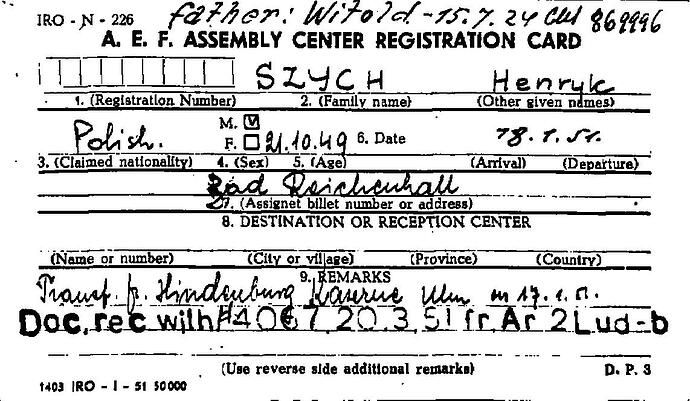 IRO - N - 226 father: Witold - 15.7.24 869996
A. E. F. ASSEMBLY CENTER REGISTRATION CARD
SZYCH Henryk
1. (Registration Number) 2. (Family name) (Other given names)
M. F.
Polish. 21.10.49 6. Date 18.1.51.
3. (Claimed nationality) 4. (Sex) 5. (Age) (Arrival) (Departure)
Bad Reichenhall
7. (Assignet billet number or address)
8. DESTINATION OR RECEPTION CENTER
(Name or number) (City or village) (Province) (Country)
9. REMARKS
Transf. fr. Hindenburg Kaserne Ulm on 17.1.51.
Doc. rec with #4067 20.3.51 fr. Ar 2 Lud-b
(Use reverse side additional remarks) D. P. 3
1403 IRO - I - 51 50000